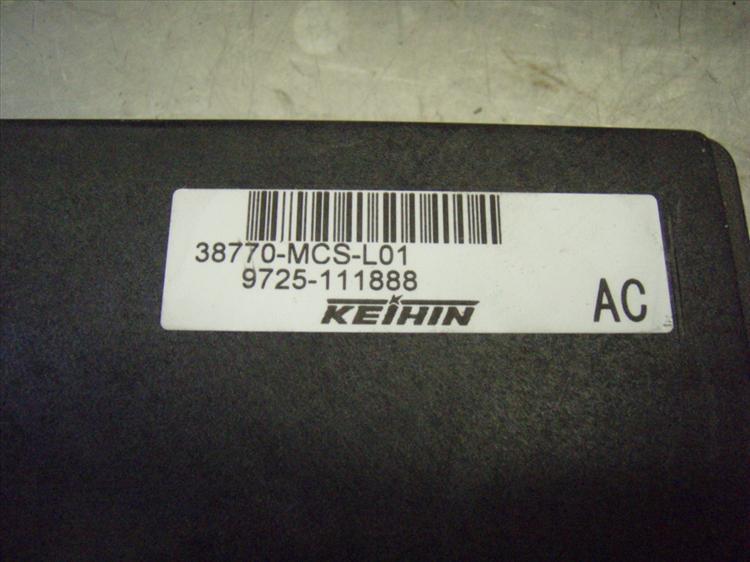 38770-MCS-L01
9725-111888
KEIHIN
AC